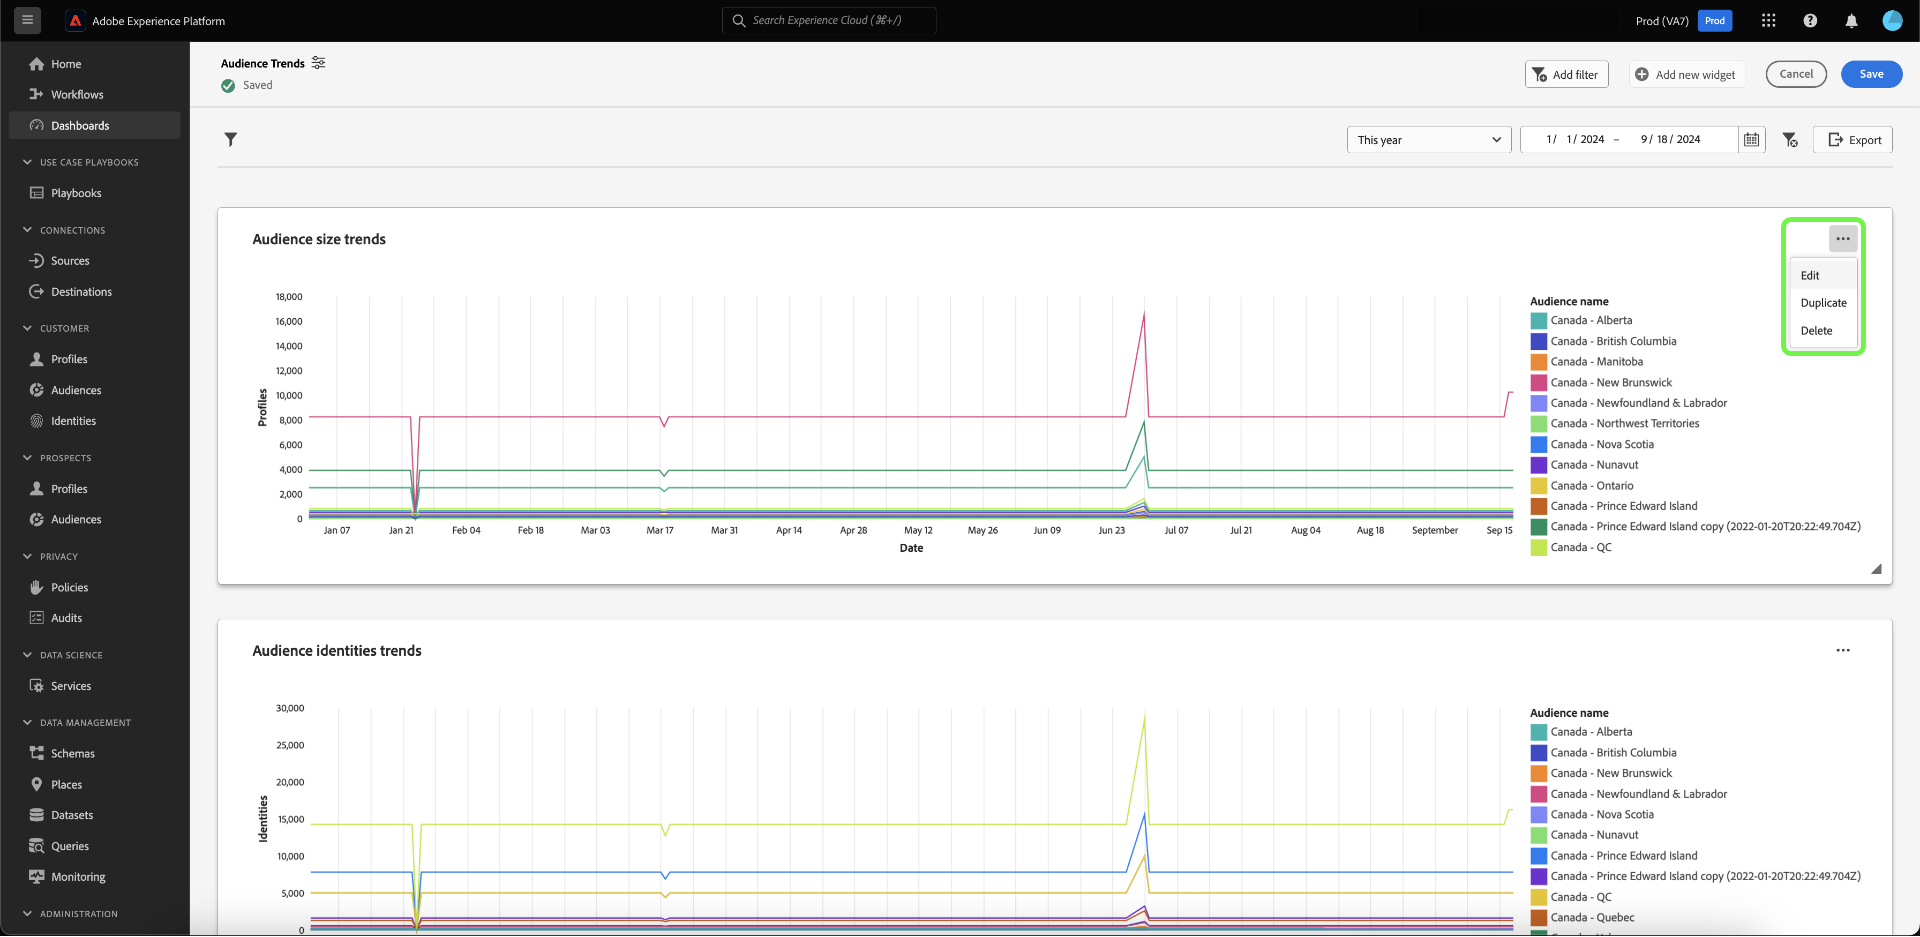 Adobe Experience Platform
Search Experience Cloud (⌘+/)
Prod (VA7)
Prod
Home
Workflows
Dashboards
USE CASE PLAYBOOKS
Playbooks
CONNECTIONS
Sources
Destinations
CUSTOMER
Profiles
Audiences
Identities
PROSPECTS
Profiles
Audiences
PRIVACY
Policies
Audits
DATA SCIENCE
Services
DATA MANAGEMENT
Schemas
Places
Datasets
Queries
Monitoring
ADMINISTRATION
Audience Trends
Saved
Add filter
Add new widget
Cancel
Save
This year
1/ 1/ 2024 – 9/ 18 / 2024
Export
Audience size trends
Edit
Duplicate
Delete
18,000
16,000
14,000
12,000
10,000
8,000
6,000
4,000
2,000
0
Profiles
Jan 07 Jan 21 Feb 04 Feb 18 Mar 03 Mar 17 Mar 31 Apr 14 Apr 28 May 12 May 26 Jun 09 Jun 23 Jul 07 Jul 21 Aug 04 Aug 18 September Sep 15
Date
Audience name
Canada - Alberta
Canada - British Columbia
Canada - Manitoba
Canada - New Brunswick
Canada - Newfoundland & Labrador
Canada - Northwest Territories
Canada - Nova Scotia
Canada - Nunavut
Canada - Ontario
Canada - Prince Edward Island
Canada - Prince Edward Island copy (2022-01-20T20:22:49.704Z)
Canada - QC
Audience identities trends
30,000
25,000
20,000
15,000
10,000
5,000
0
Identities
Audience name
Canada - Alberta
Canada - British Columbia
Canada - New Brunswick
Canada - Newfoundland & Labrador
Canada - Nova Scotia
Canada - Nunavut
Canada - Prince Edward Island
Canada - Prince Edward Island copy (2022-01-20T20:22:49.704Z)
Canada - QC
Canada - Quebec